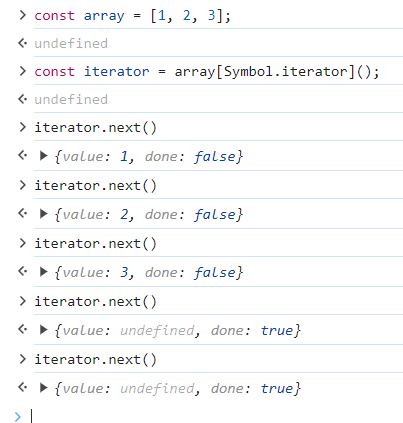 > const array = [1, 2, 3];
undefined
> const iterator = array[Symbol.iterator]();
undefined
> iterator.next()
{value: 1, done: false}
> iterator.next()
{value: 2, done: false}
> iterator.next()
{value: 3, done: false}
> iterator.next()
{value: undefined, done: true}
> iterator.next()
{value: undefined, done: true}
>